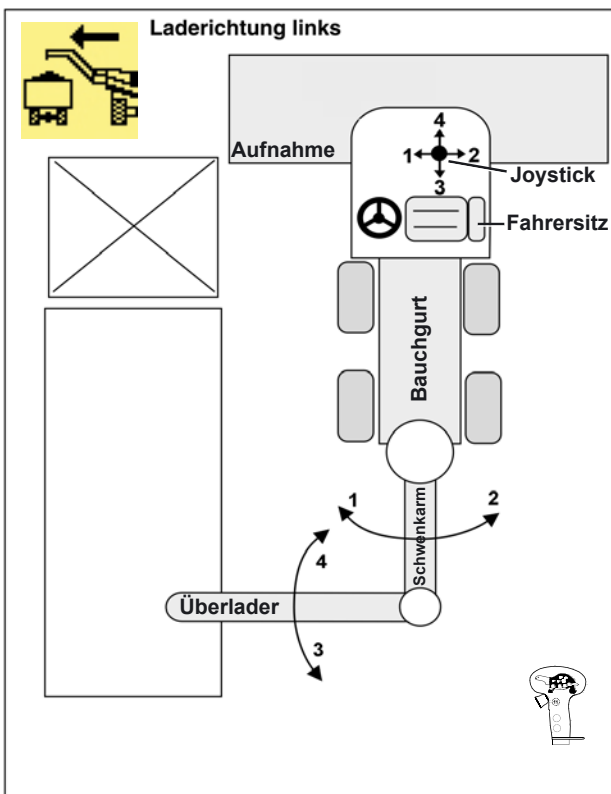 Laderichtung links
4
Aufnahme
1
2
Joystick
3
Fahrersitz
Bauchgurt
1
2
Schwenkarm
4
Überlader
3